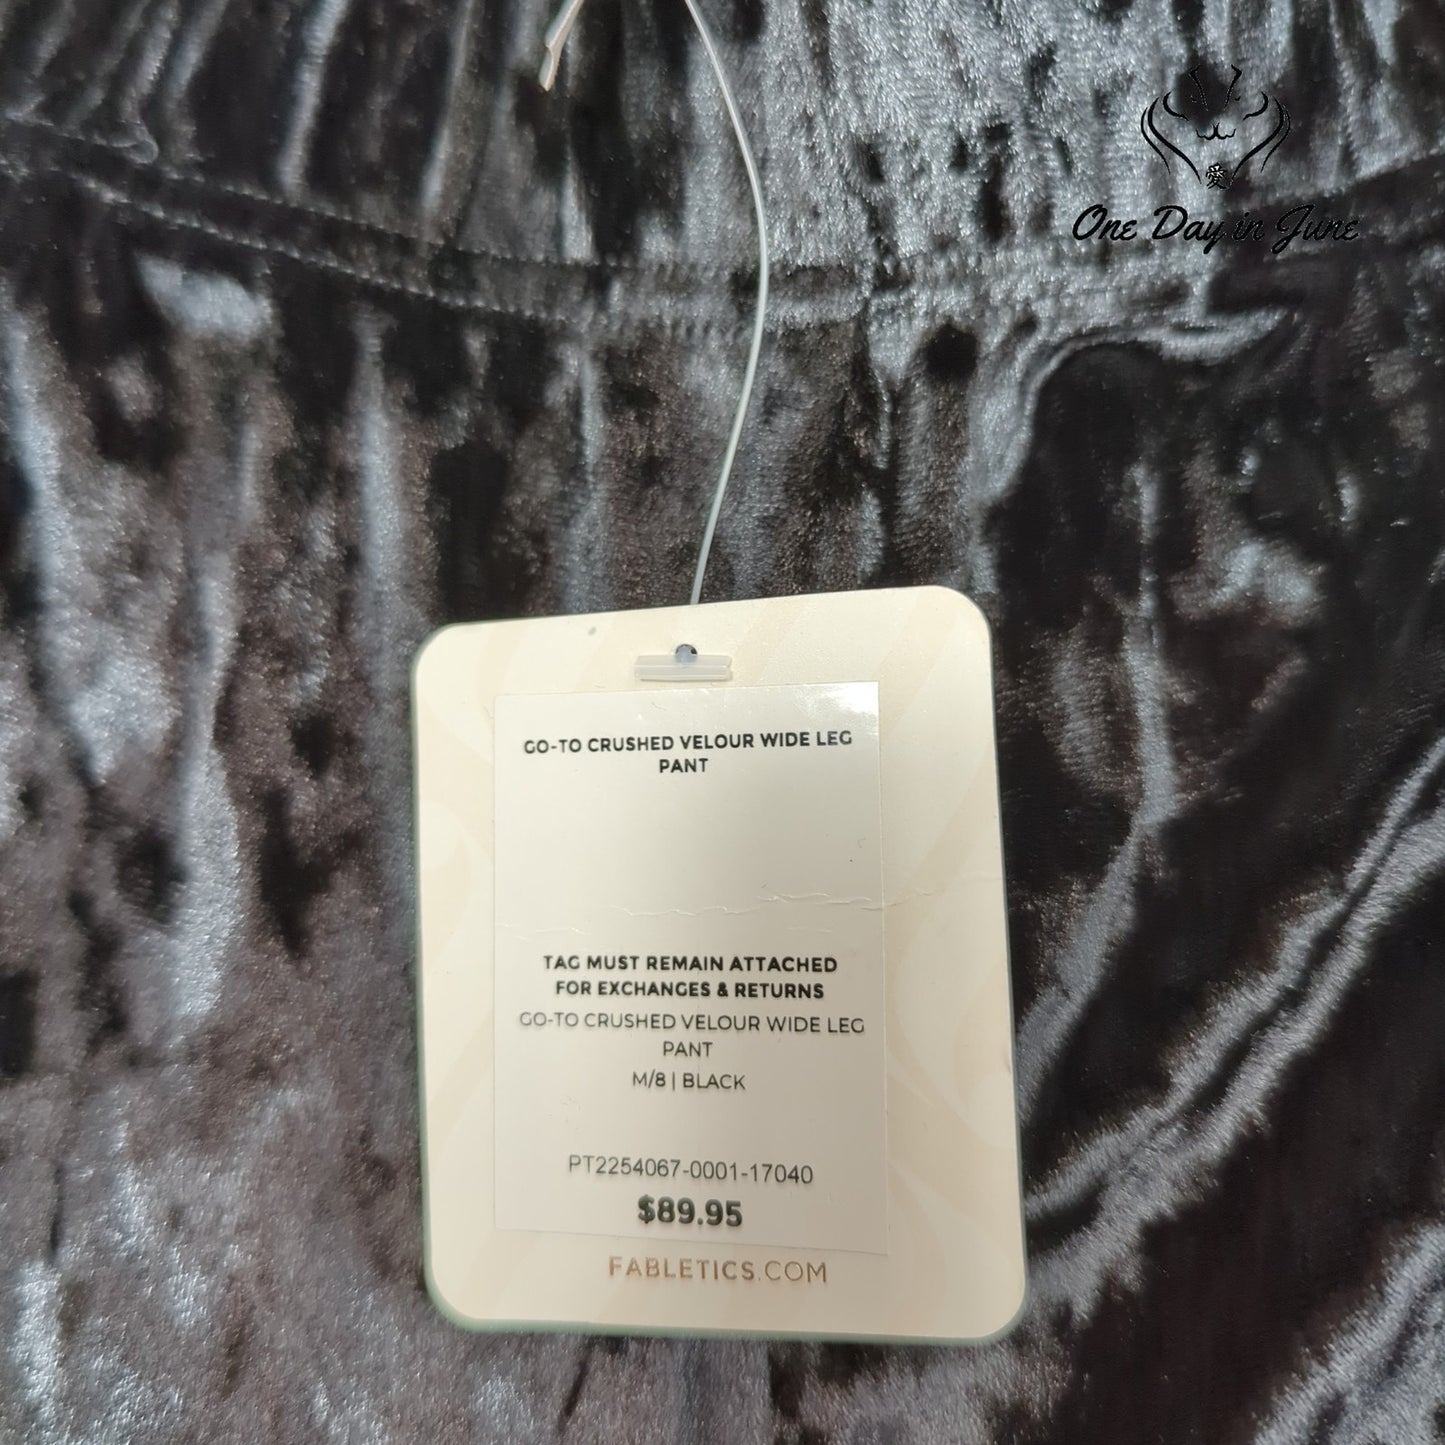 愛
One Day in June
GO-TO CRUSHED VELOUR WIDE LEG
PANT
TAG MUST REMAIN ATTACHED
FOR EXCHANGES & RETURNS
GO-TO CRUSHED VELOUR WIDE LEG
PANT
M/8 | BLACK
PT2254067-0001-17040
$89.95
FABLETICS.COM